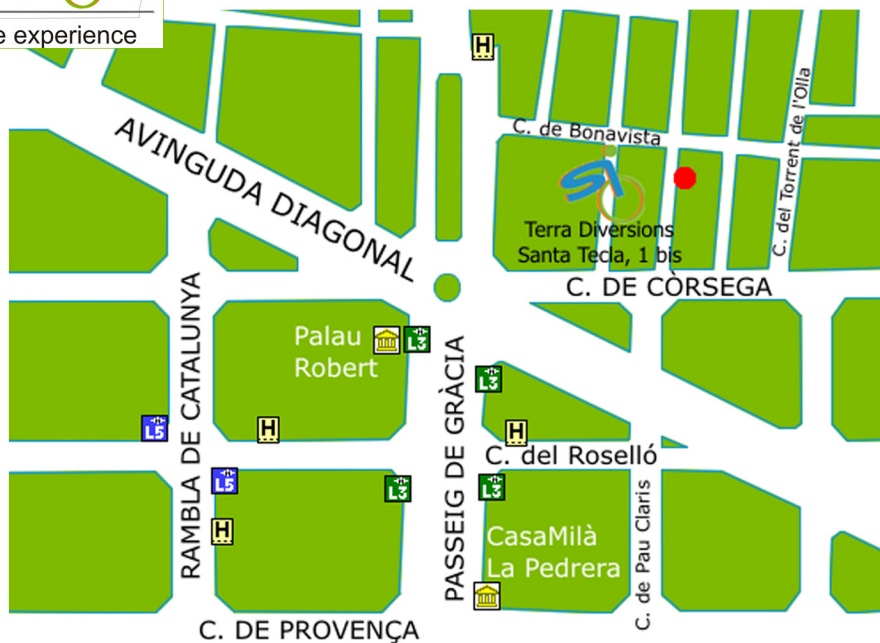 e experience
H
C. de Bonavista
C. del Torrent de l'Olla
AVINGUDA DIAGONAL
Terra Diversions
Santa Tecla, 1 bis
C. DE CÒRSEGA
RAMBLA DE CATALUNYA
Palau
Robert
L3
PASSEIG DE GRÀCIA
L3
L5
H
H
C. del Roselló
L5
L3
L3
H
CasaMilà
La Pedrera
C. de Pau Claris
C. DE PROVENÇA